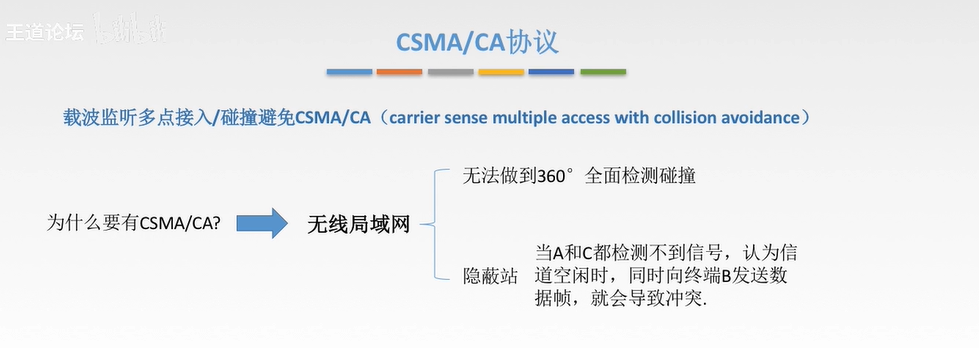 王道论坛
CSMA/CA协议
载波监听多点接入/碰撞避免CSMA/CA（carrier sense multiple access with collision avoidance）
无法做到360°全面检测碰撞
为什么要有CSMA/CA?
无线局域网
隐蔽站
当A和C都检测不到信号，认为信
道空闲时，同时向终端B发送数
据帧，就会导致冲突.